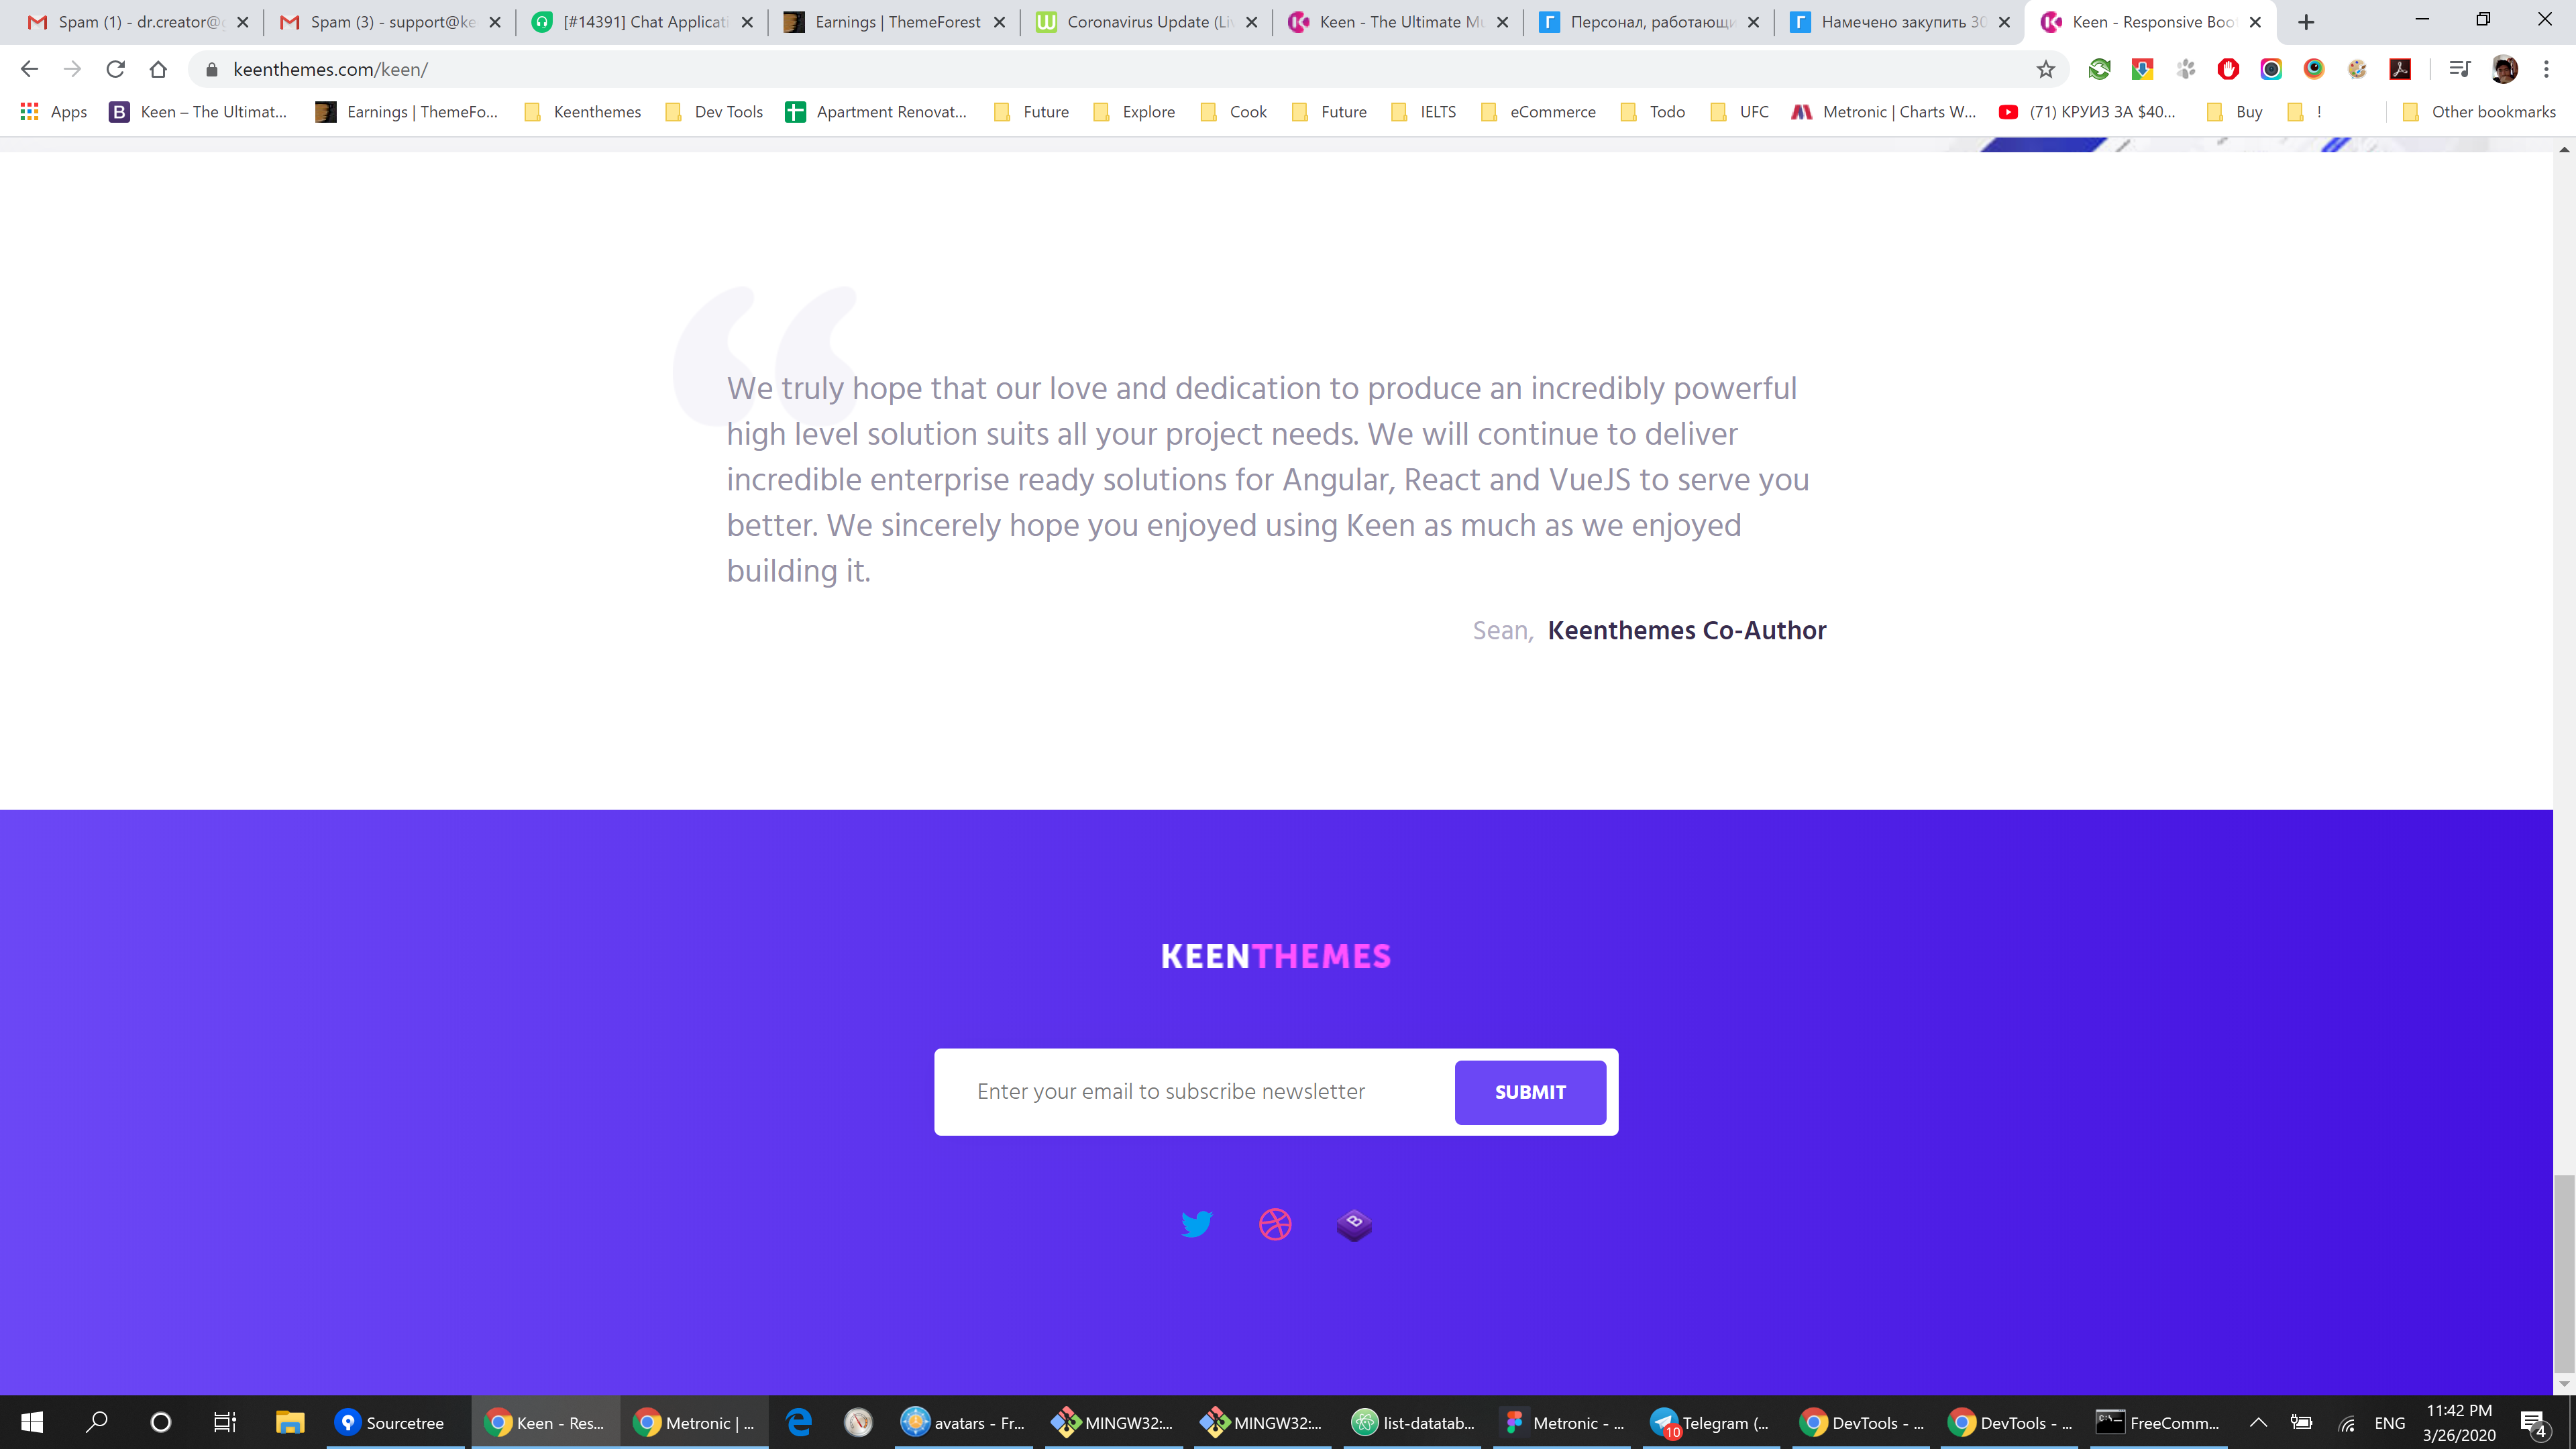 Spam (1) - dr.creator@g
Spam (3) - support@ke
[#14391] Chat Applicati
Earnings | ThemeForest
Coronavirus Update (Liv
Keen - The Ultimate Mu
Персонал, работающи
Намечено закупить 30
Keen - Responsive Boo
keenthemes.com/keen/
Apps
Keen – The Ultimat...
Earnings | ThemeFo...
Keenthemes
Dev Tools
Apartment Renovat...
Future
Explore
Cook
Future
IELTS
eCommerce
Todo
UFC
Metronic | Charts W...
(71) КРУИЗ ЗА $40...
Buy
!
Other bookmarks
We truly hope that our love and dedication to produce an incredibly powerful
high level solution suits all your project needs. We will continue to deliver
incredible enterprise ready solutions for Angular, React and VueJS to serve you
better. We sincerely hope you enjoyed using Keen as much as we enjoyed
building it.
Sean, Keenthemes Co-Author
KEENTHEMES
Enter your email to subscribe newsletter
SUBMIT
Sourcetree
Keen - Res...
Metronic | ...
avatars - Fr...
MINGW32:...
MINGW32:...
list-datatab...
Metronic - ...
Telegram (...
10
DevTools - ...
DevTools - ...
FreeComm...
ENG
11:42 PM
3/26/2020
4